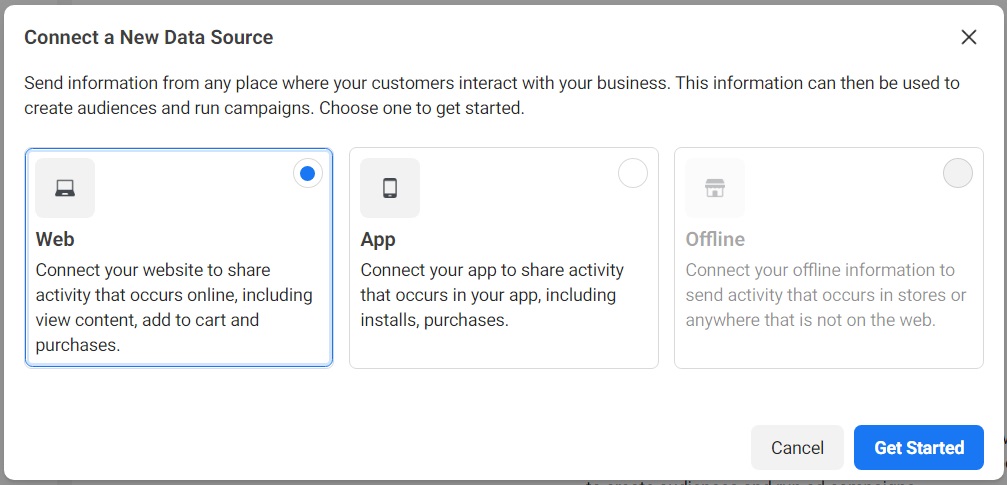 Connect a New Data Source
Send information from any place where your customers interact with your business. This information can then be used to
create audiences and run campaigns. Choose one to get started.
Web
Connect your website to share
activity that occurs online, including
view content, add to cart and
purchases.
App
Connect your app to share activity
that occurs in your app, including
installs, purchases.
Offline
Connect your offline information to
send activity that occurs in stores or
anywhere that is not on the web.
Cancel
Get Started